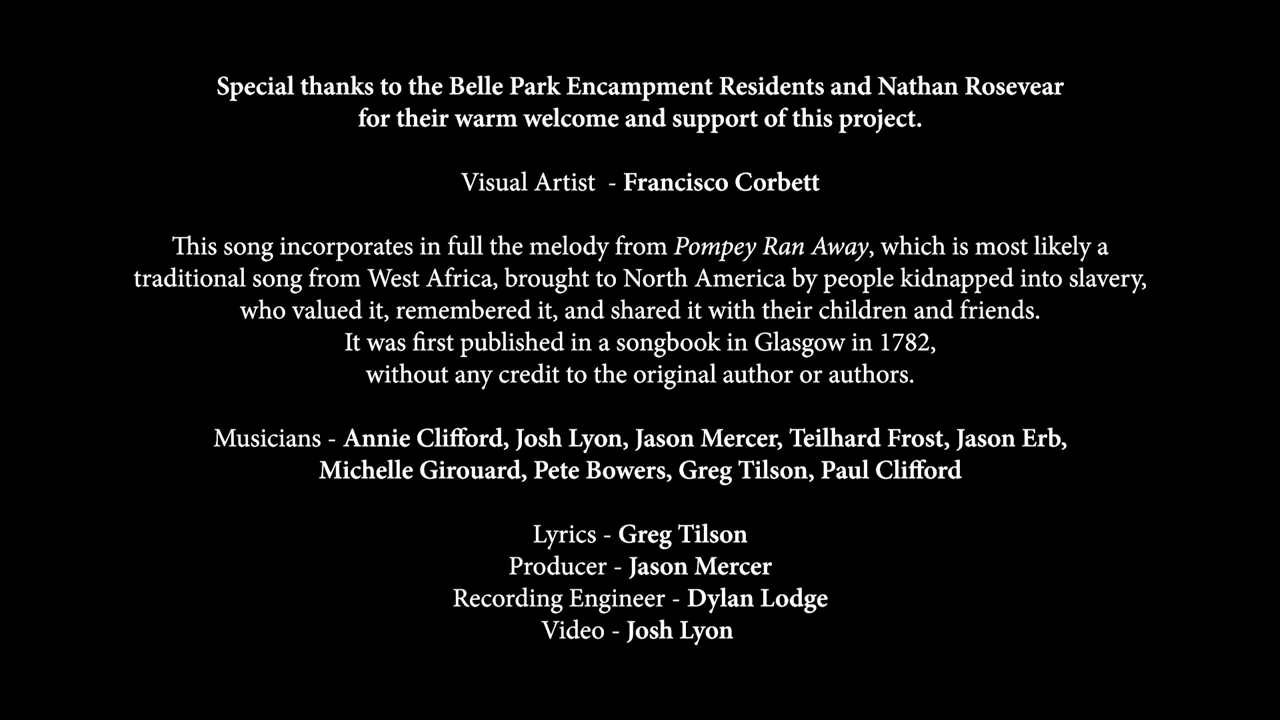 Special thanks to the Belle Park Encampment Residents and Nathan Rosevear
for their warm welcome and support of this project.
Visual Artist - Francisco Corbett
This song incorporates in full the melody from Pompey Ran Away, which is most likely a
traditional song from West Africa, brought to North America by people kidnapped into slavery,
who valued it, remembered it, and shared it with their children and friends.
It was first published in a songbook in Glasgow in 1782,
without any credit to the original author or authors.
Musicians - Annie Clifford, Josh Lyon, Jason Mercer, Teilhard Frost, Jason Erb,
Michelle Girouard, Pete Bowers, Greg Tilson, Paul Clifford
Lyrics - Greg Tilson
Producer - Jason Mercer
Recording Engineer - Dylan Lodge
Video - Josh Lyon